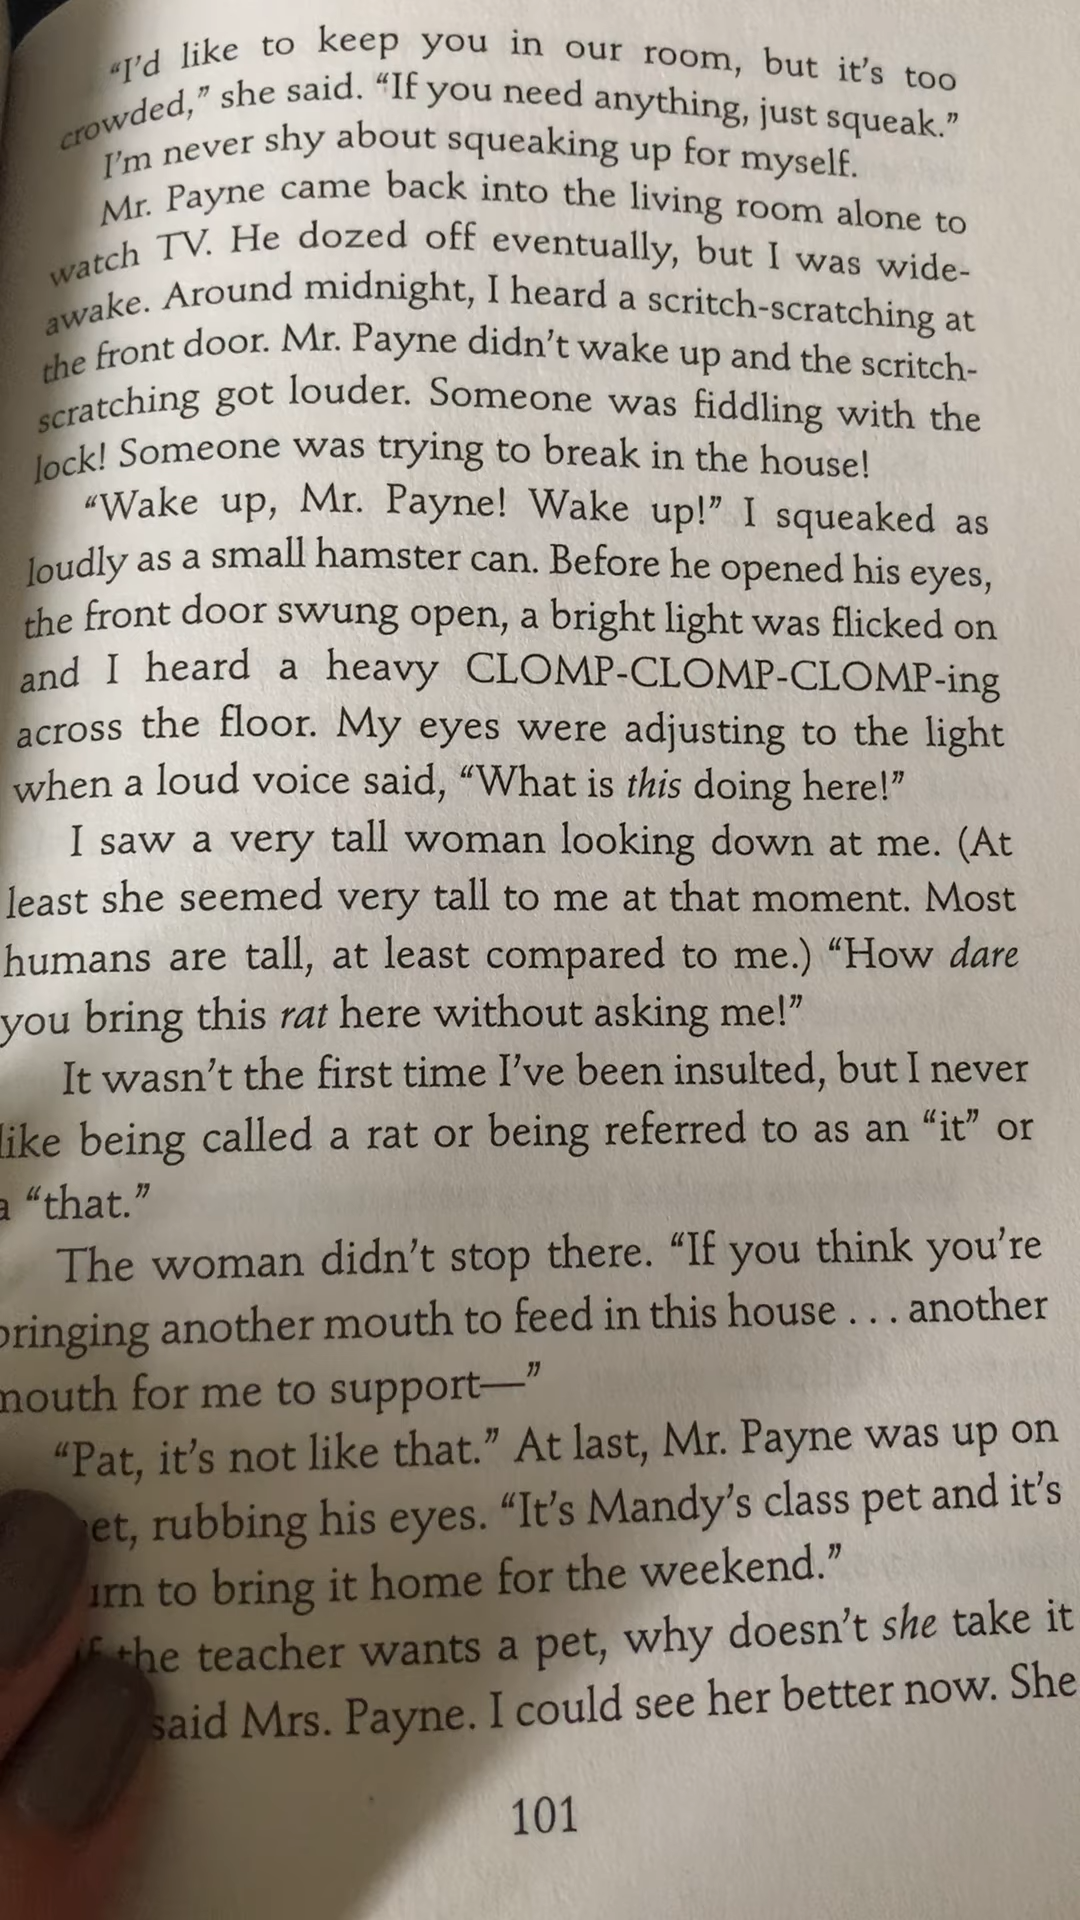 “I’d like to keep you in our room, but it’s too
crowded,” she said. “If you need anything, just squeak.”
I’m never shy about squeaking up for myself.
Mr. Payne came back into the living room alone to
watch TV. He dozed off eventually, but I was wide-
awake. Around midnight, I heard a scritch-scratching at
the front door. Mr. Payne didn’t wake up and the scritch-
scratching got louder. Someone was fiddling with the
lock! Someone was trying to break in the house!
“Wake up, Mr. Payne! Wake up!” I squeaked as
loudly as a small hamster can. Before he opened his eyes,
the front door swung open, a bright light was flicked on
and I heard a heavy CLOMP-CLOMP-CLOMP-ing
across the floor. My eyes were adjusting to the light
when a loud voice said, “What is this doing here!”
I saw a very tall woman looking down at me. (At
least she seemed very tall to me at that moment. Most
humans are tall, at least compared to me.) “How dare
you bring this rat here without asking me!”
It wasn’t the first time I’ve been insulted, but I never
like being called a rat or being referred to as an “it” or
a “that.”
The woman didn’t stop there. “If you think you’re
bringing another mouth to feed in this house . . . another
mouth for me to support—”
“Pat, it’s not like that.” At last, Mr. Payne was up on
rubbing his eyes. “It’s Mandy’s class pet and it’s
to bring it home for the weekend.”
if the teacher wants a pet, why doesn’t she take it
said Mrs. Payne. I could see her better now. She
101